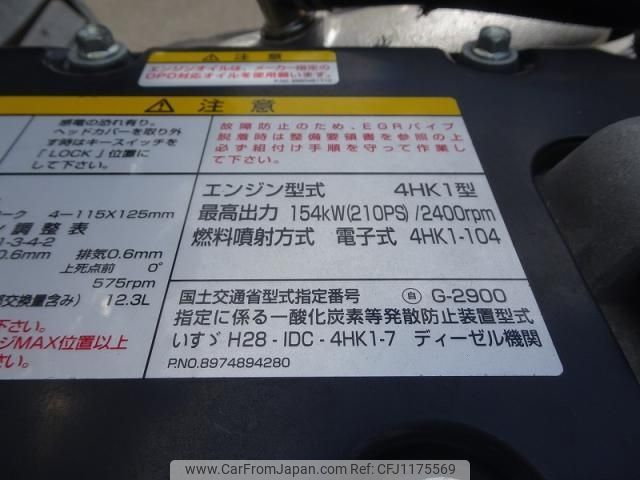 注意
エンジンオイルは、メーカー指定の
DPD対応オイルを使用願います。
注意
感電の恐れ有り。
ヘッドカバーを取り外
す時はキースイッチを
「LOCK」位置に
して下さい。
故障防止のため、EGRパイプ
脱着時は整備要領書を参照の上
必ず組付け手順を守って作業し
て下さい。
ーク 4-115X125mm
ン調整表
1-3-4-2
0.6mm 排気0.6mm
上死点前 0°
575rpm
交換量含み) 12.3L
下さい。
ジMAX位置以上
さい。
エンジン型式 4HK1型
最高出力 154kW(210PS)/2400rpm
燃料噴射方式 電子式 4HK1-104
国土交通省型式指定番号 自 G-2900
指定に係る一酸化炭素等発散防止装置型式
いすゞ H28-IDC-4HK1-7 ディーゼル機関
P.NO.8974894280
www.CarFromJapan.com CFJ1175569